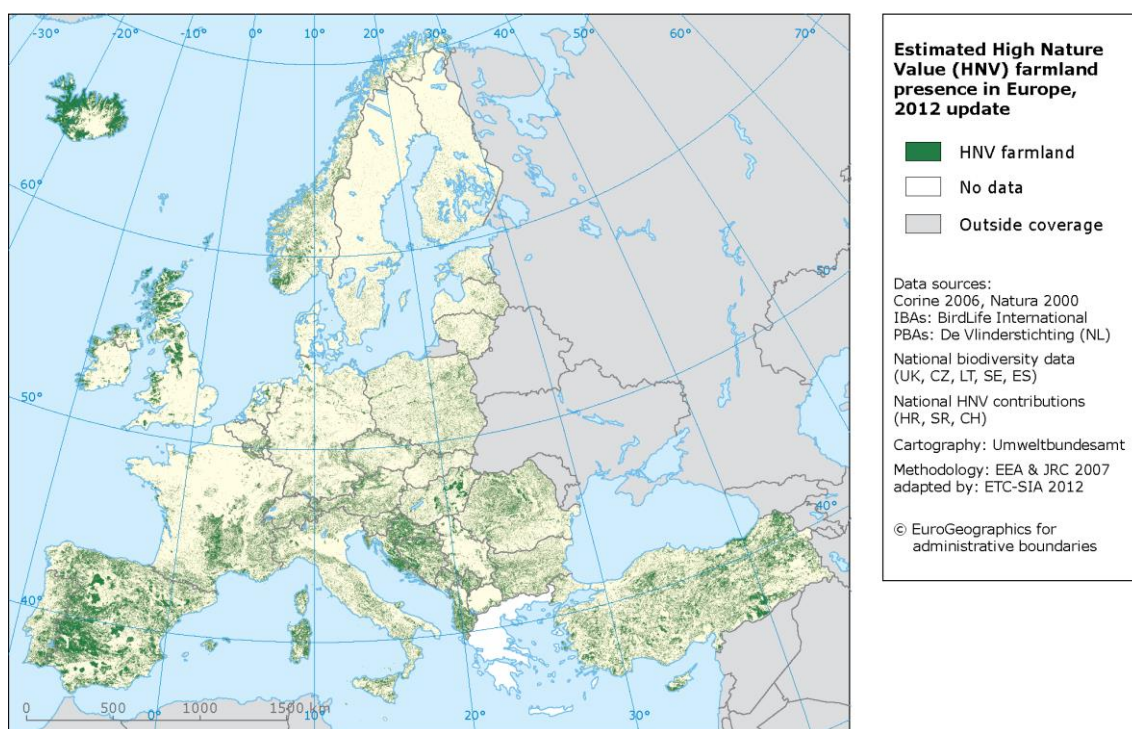 -30° -20° -10° 0° 10° 20° 30° 40° 50° 60° 70°
60°
50°
40°
50°
40°
0 500 1000 1500 km
0° 10° 20° 30°
Estimated High Nature
Value (HNV) farmland
presence in Europe,
2012 update
HNV farmland
No data
Outside coverage
Data sources:
Corine 2006, Natura 2000
IBAs: BirdLife International
PBAs: De Vlinderstichting (NL)
National biodiversity data
(UK, CZ, LT, SE, ES)
National HNV contributions
(HR, SR, CH)
Cartography: Umweltbundesamt
Methodology: EEA & JRC 2007
adapted by: ETC-SIA 2012
© EuroGeographics for
administrative boundaries